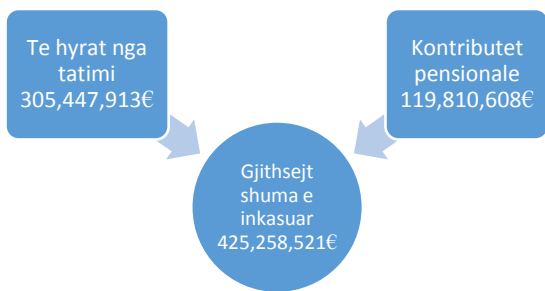 Te hyrat nga
tatimi
305,447,913€
Kontributet
pensionale
119,810,608€
Gjithsejt
shuma e
inkasuar
425,258,521€